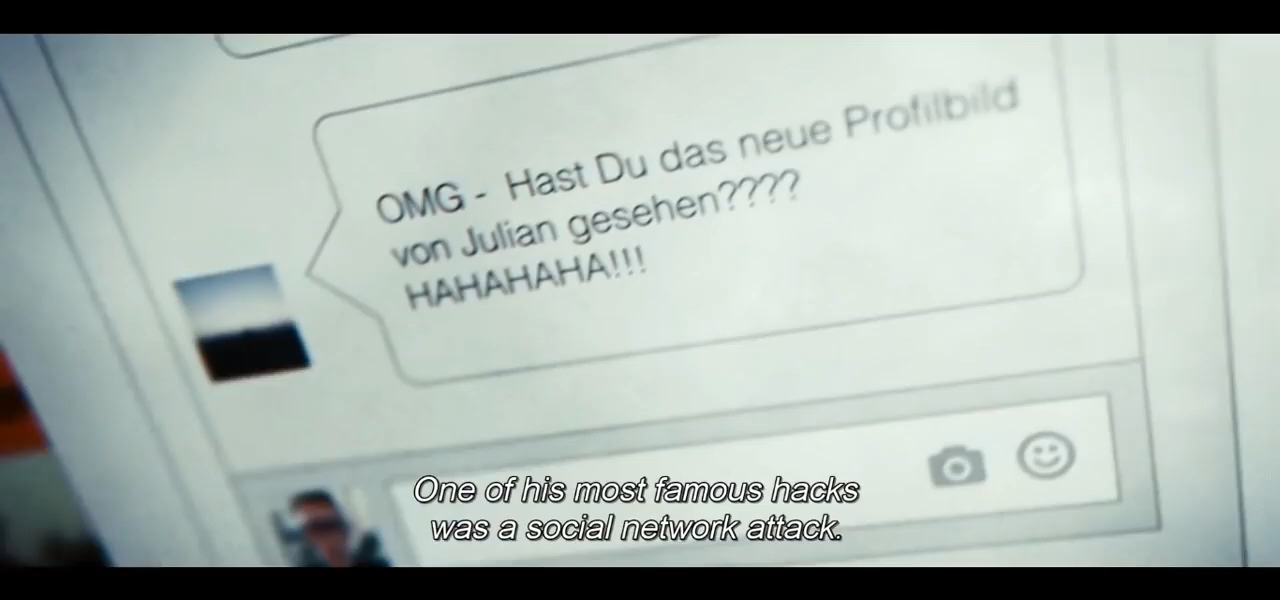 OMG - Hast Du das neue Profilbild
von Julian gesehen????
HAHAHAHA!!!
One of his most famous hacks
was a social network attack.